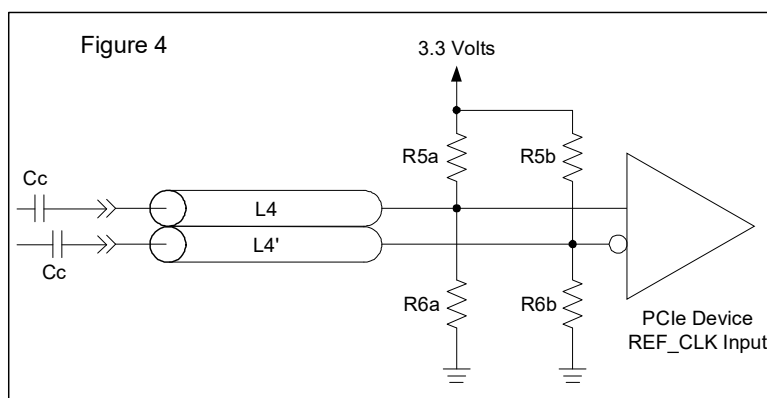 Figure 4
3.3 Volts
R5a
R5b
Cc
L4
L4'
Cc
R6a
R6b
PCIe Device
REF_CLK Input